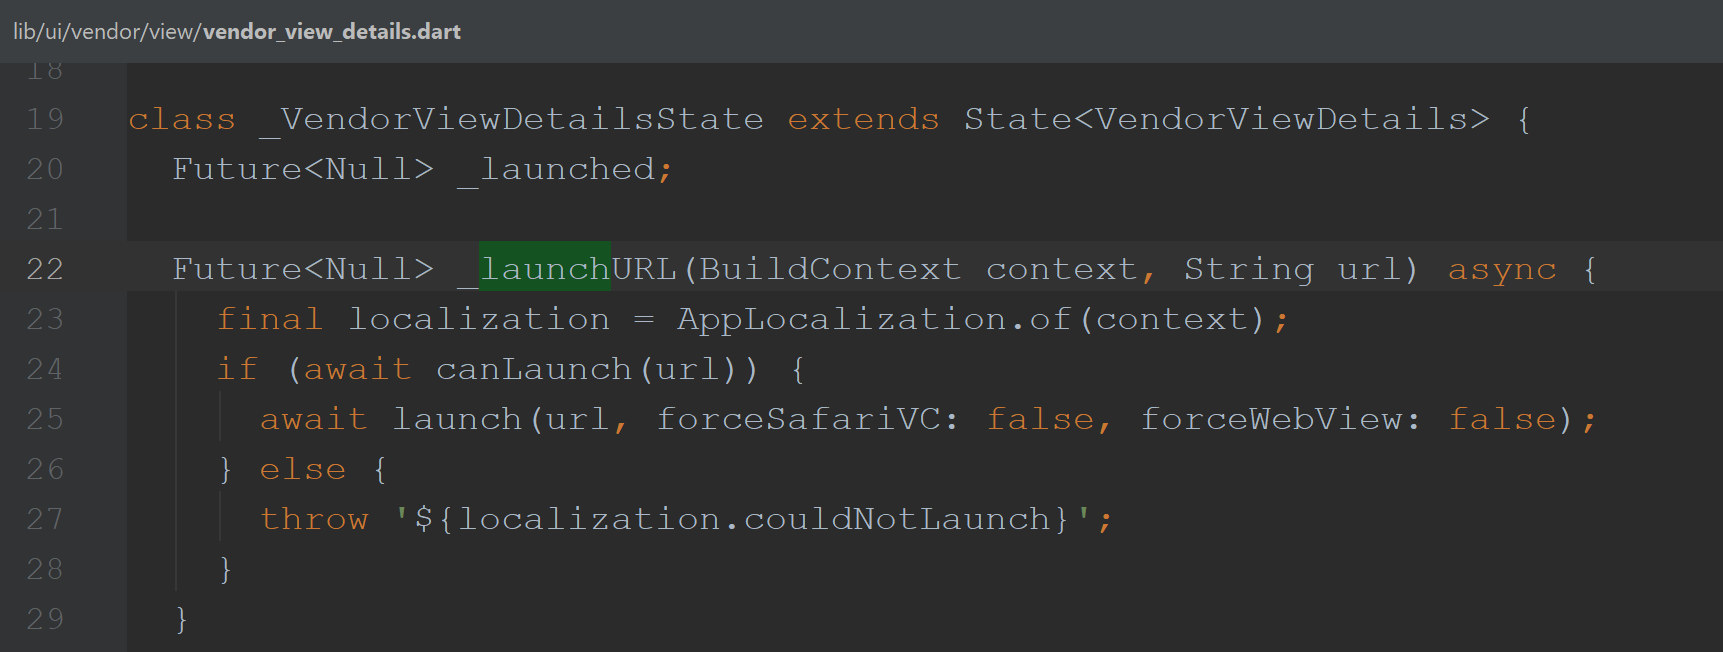 lib/ui/vendor/view/vendor_view_details.dart
18
19 class _VendorViewDetailsState extends State<VendorViewDetails> {
20   Future<Null> _launched;
21
22   Future<Null> _launchURL(BuildContext context, String url) async {
23     final localization = AppLocalization.of(context);
24     if (await canLaunch(url)) {
25       await launch(url, forceSafariVC: false, forceWebView: false);
26     } else {
27       throw '${localization.couldNotLaunch}';
28     }
29   }